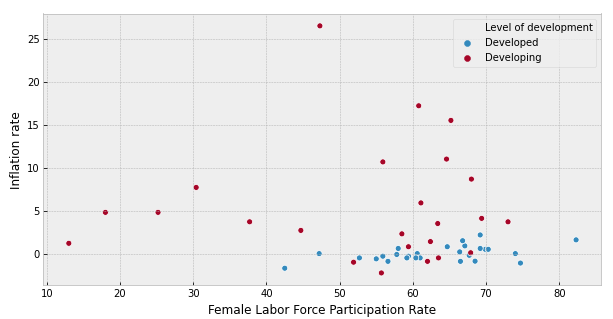 Level of development
Developed
Developing
Inflation rate
25
20
15
10
5
0
10 20 30 40 50 60 70 80
Female Labor Force Participation Rate